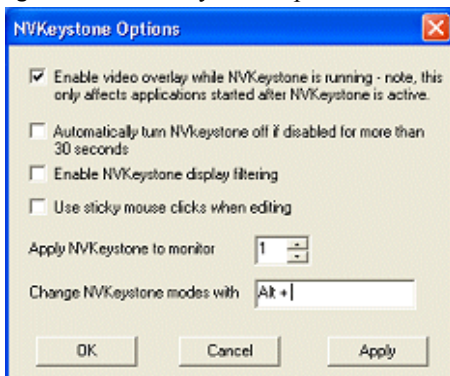 NVKeystone Options
Enable video overlay while NVKeystone is running - note, this
only affects applications started after NVKeystone is active.
Automatically turn NVkeystone off if disabled for more than
30 seconds
Enable NVKeystone display filtering
Use sticky mouse clicks when editing
Apply NVKeystone to monitor 1
Change NVKeystone modes with Alt +
OK Cancel Apply